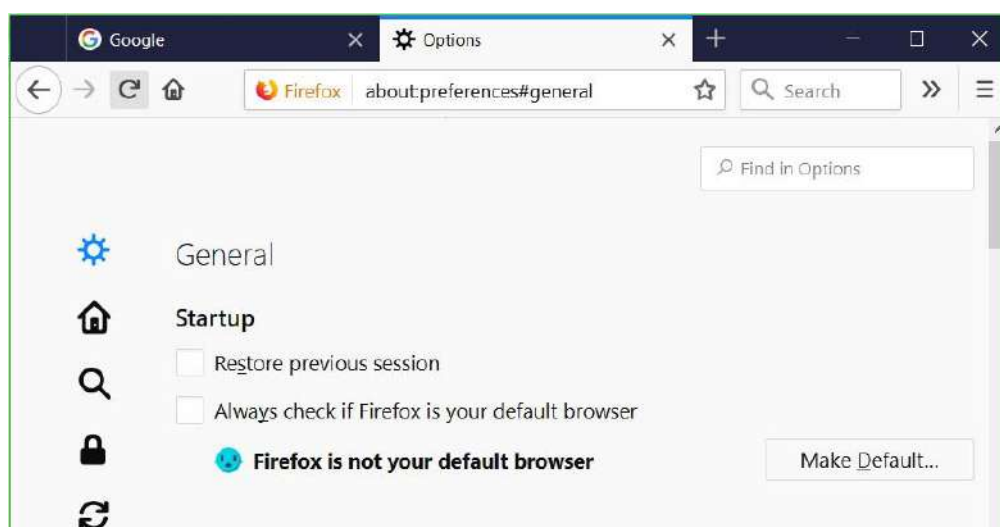 Google
Options
Firefox
about:preferences#general
Search
Find in Options
General
Startup
Restore previous session
Always check if Firefox is your default browser
Firefox is not your default browser
Make Default...